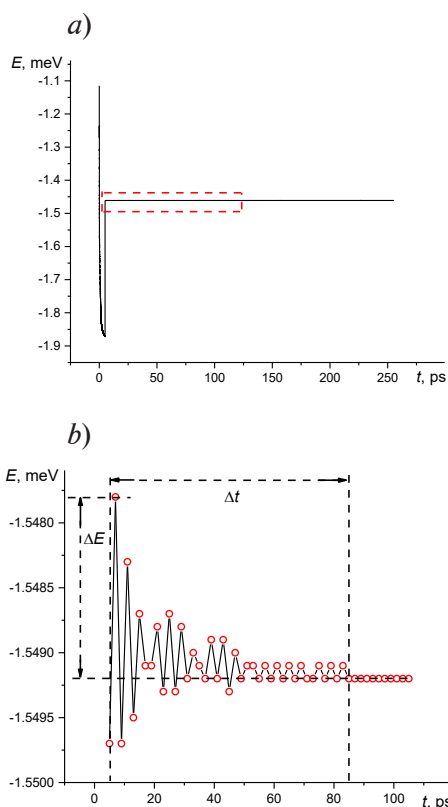 a)
E, meV
-1.1
-1.2
-1.3
-1.4
-1.5
-1.6
-1.7
-1.8
-1.9
0 50 100 150 200 250
t, ps
b)
E, meV
Δt
-1.5480
ΔE
-1.5485
-1.5490
-1.5495
-1.5500
0 20 40 60 80 100
t, ps